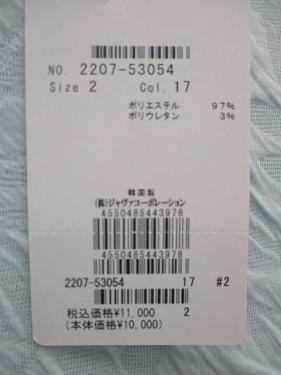 NO. 2207-53054
Size 2 Col. 17
ポリエステル 97%
ポリウレタン 3%
韓国製
(株)ジャヴァコーポレーション
4550485443978
4550485443978
2207-53054 17 #2
税込価格¥11,000 2
(本体価格¥10,000)